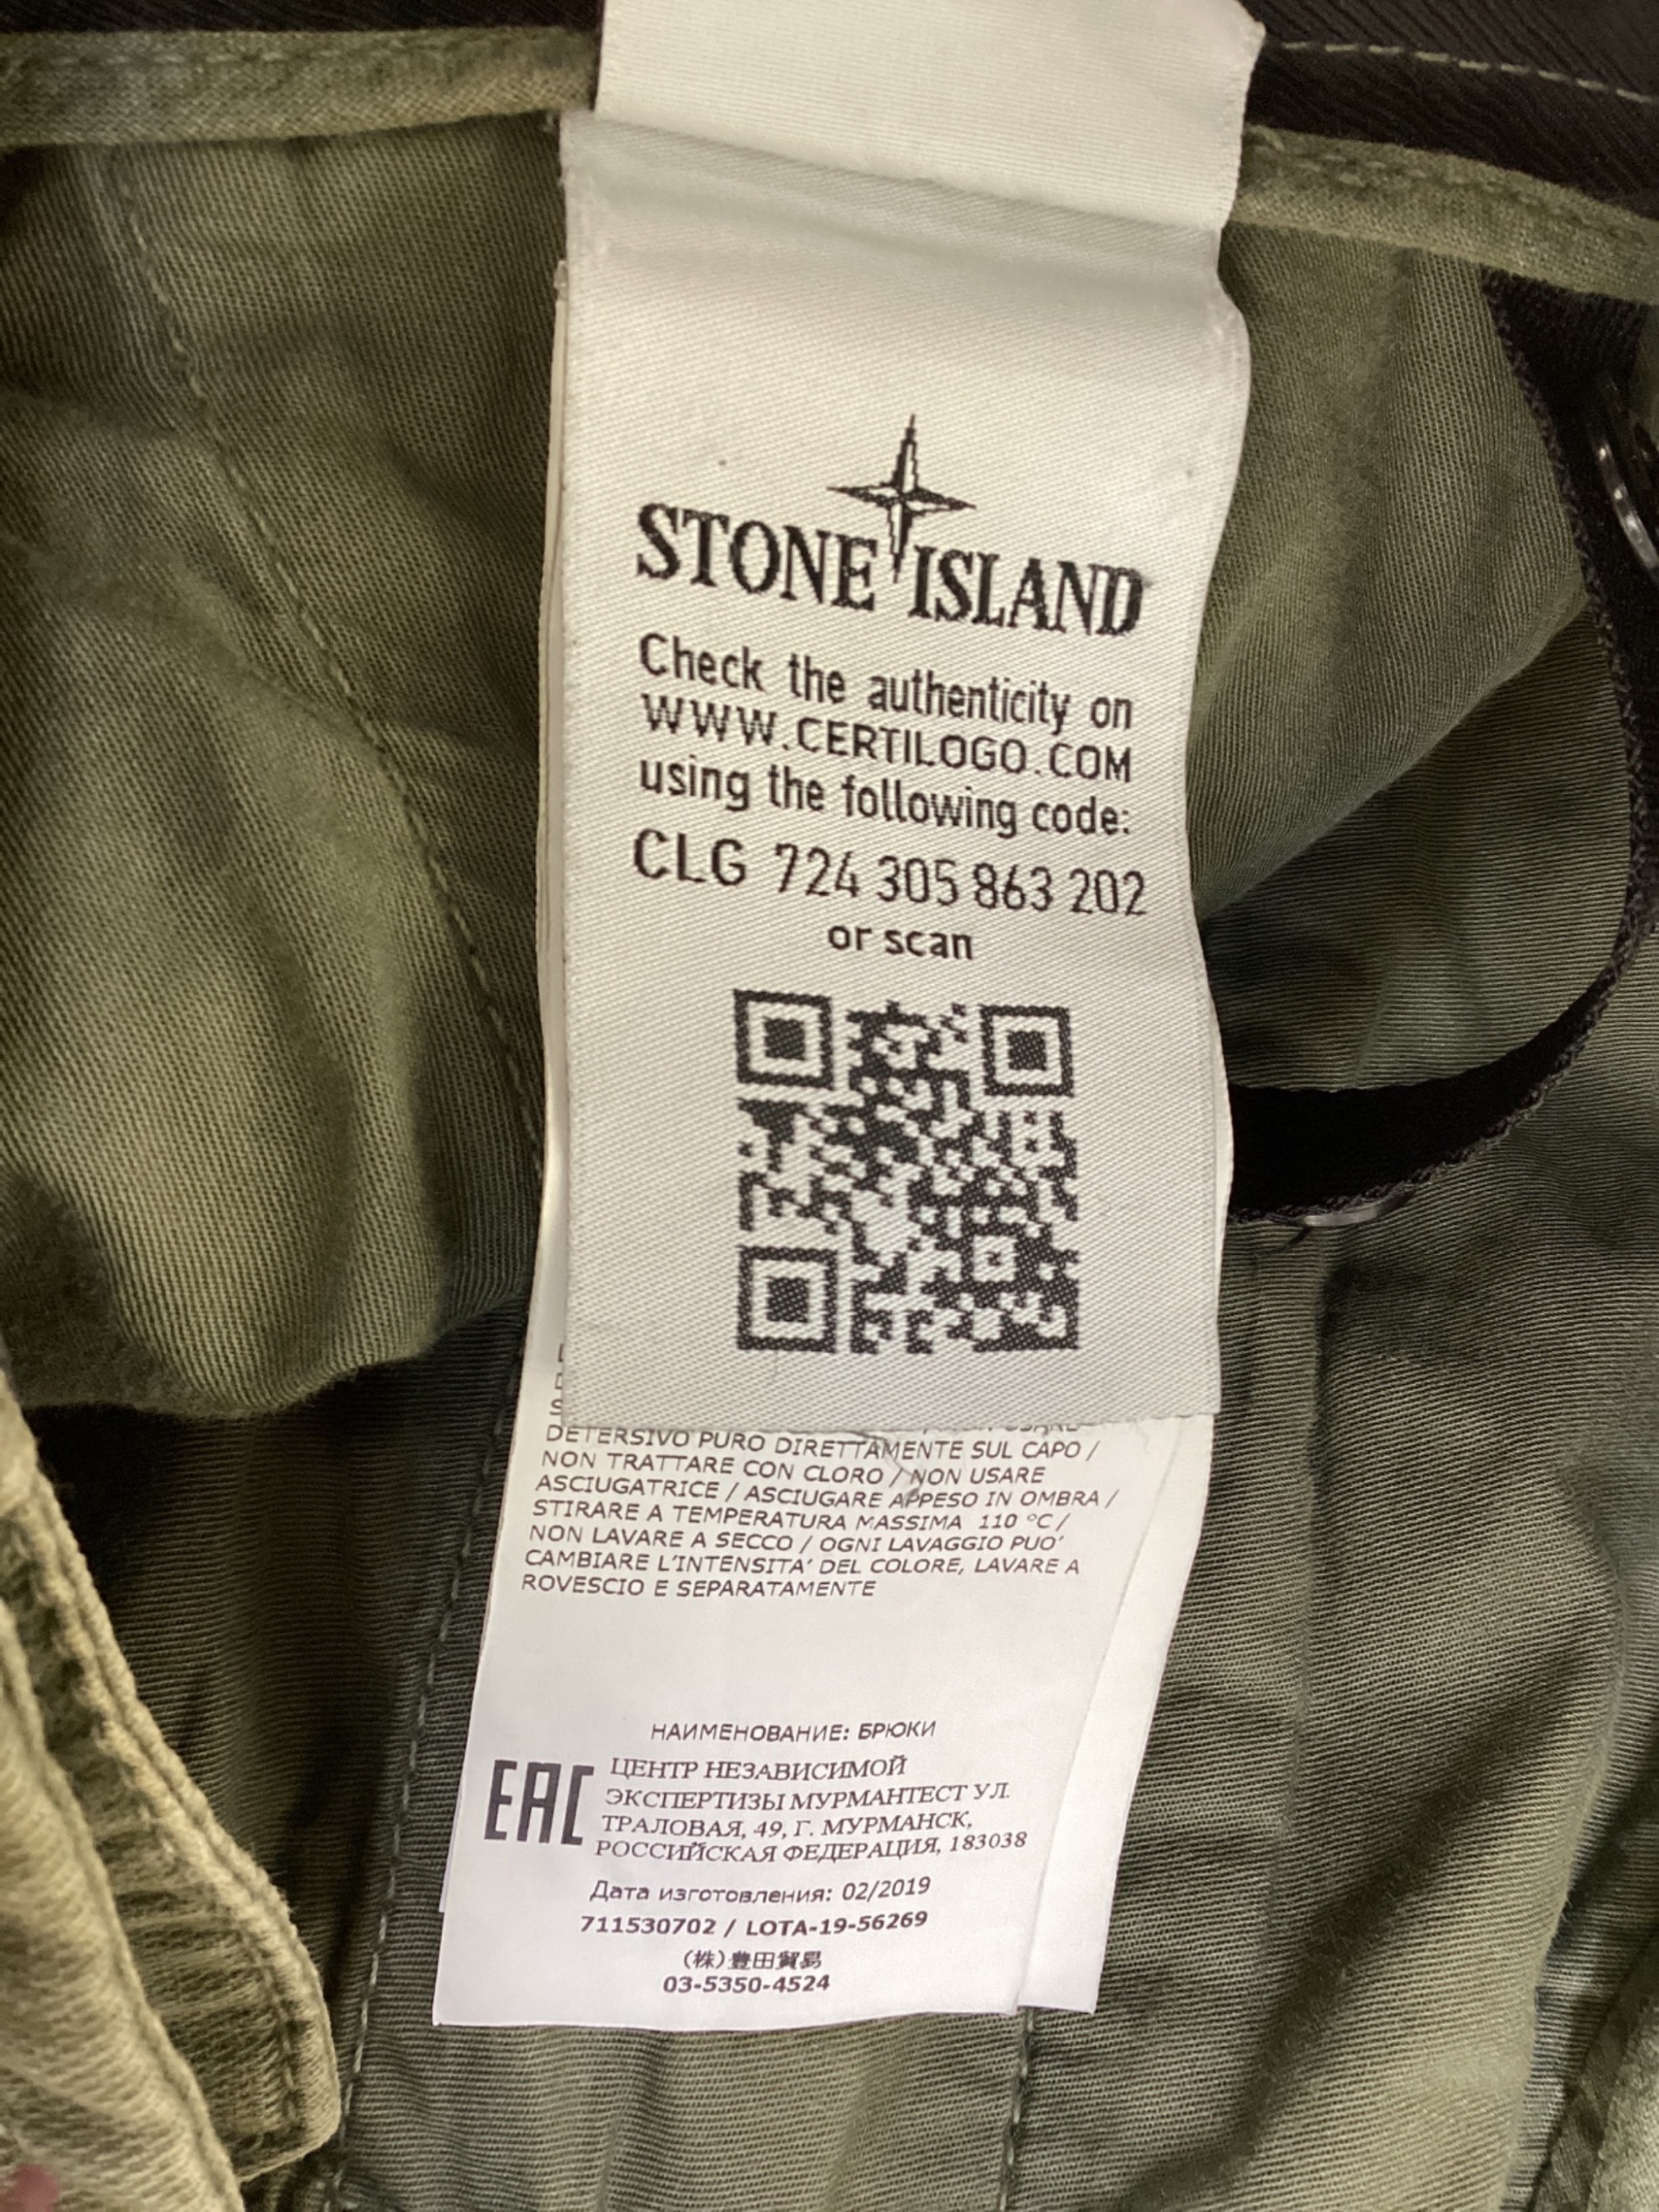 STONE ISLAND
Check the authenticity on
WWW.CERTILOGO.COM
using the following code:
CLG 724 305 863 202
or scan
DETERSIVO PURO DIRETTAMENTE SUL CAPO /
NON TRATTARE CON CLORO / NON USARE
ASCIUGATRICE / ASCIUGARE APPESO IN OMBRA /
STIRARE A TEMPERATURA MASSIMA 110 °C /
NON LAVARE A SECCO / OGNI LAVAGGIO PUO'
CAMBIARE L'INTENSITA' DEL COLORE, LAVARE A
ROVESCIO E SEPARATAMENTE
НАИМЕНОВАНИЕ: БРЮКИ
EAC
ЦЕНТР НЕЗАВИСИМОЙ
ЭКСПЕРТИЗЫ МУРМАНТЕСТ УЛ.
ТРАЛОВАЯ, 49, Г. МУРМАНСК,
РОССИЙСКАЯ ФЕДЕРАЦИЯ, 183038
Дата изготовления: 02/2019
711530702 / LOTA-19-56269
(株)豊田貿易
03-5350-4524